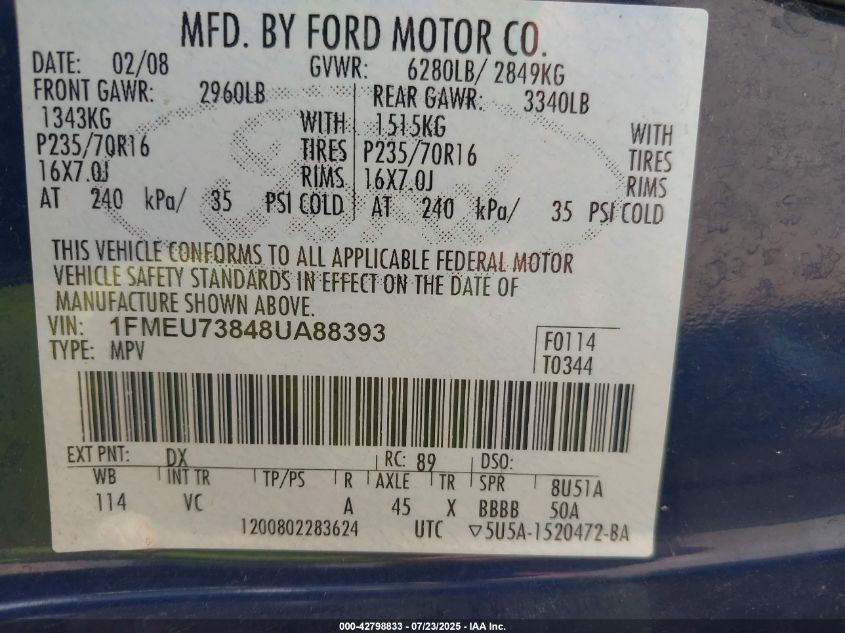 MFD. BY FORD MOTOR CO.
DATE: 02/08 GVWR: 6280LB/ 2849KG
FRONT GAWR: 2960LB REAR GAWR: 3340LB
1343KG WITH 1515KG WITH
P235/70R16 TIRES P235/70R16 TIRES
16X7.0J RIMS 16X7.0J RIMS
AT 240 kPa/ 35 PSI COLD AT 240 kPa/ 35 PSI COLD
THIS VEHICLE CONFORMS TO ALL APPLICABLE FEDERAL MOTOR
VEHICLE SAFETY STANDARDS IN EFFECT ON THE DATE OF
MANUFACTURE SHOWN ABOVE.
VIN: 1FMEU73848UA88393
TYPE: MPV
F0114
T0344
EXT PNT: DX RC: 89 DSO:
WB INT TR TP/PS R AXLE TR SPR 8U51A
114 VC A 45 X BBBB 50A
1200802283624 UTC ▽5U5A-1520472-BA
000-42798833 / 07/23/2025 - IAA Inc.